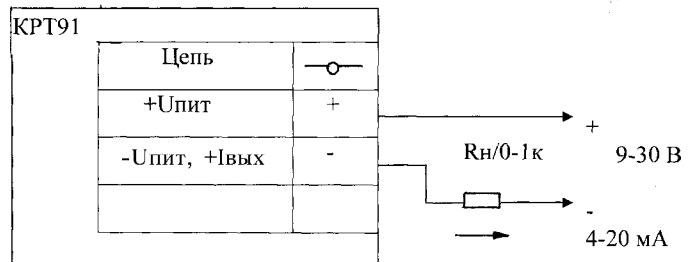 КРТ91
Цепь
+Uпит +
-Uпит, +Iвых -
Rн/0-1к
+
9-30 В
-
4-20 мА